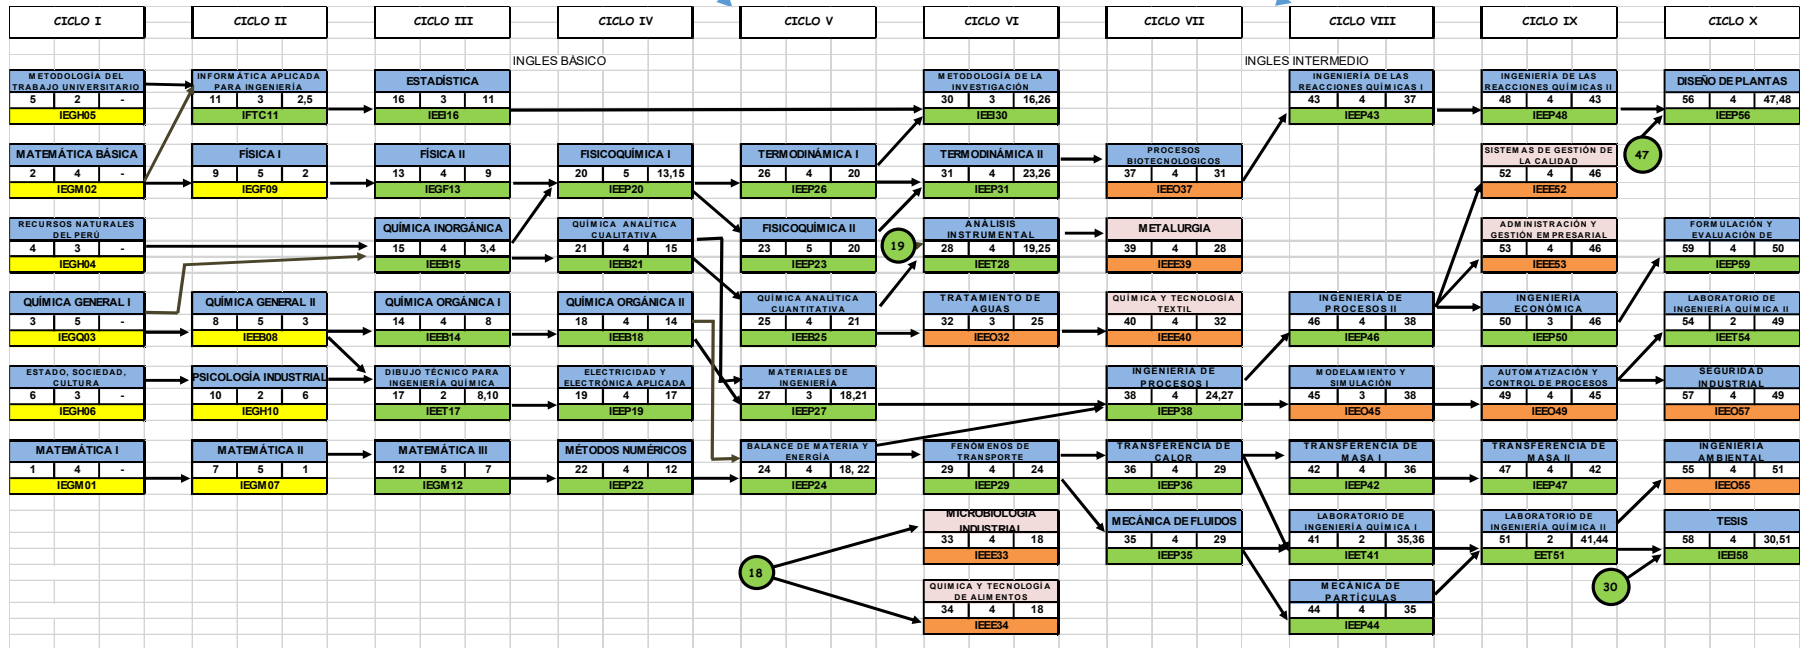 CICLO I
CICLO II
CICLO III
CICLO IV
CICLO V
CICLO VI
CICLO VII
CICLO VIII
CICLO IX
CICLO X
INGLES BÁSICO
INGLES INTERMEDIO
METODOLOGÍA DEL
TRABAJO UNIVERSITARIO
5 2 -
IEGH05
INFORMÁTICA APLICADA
PARA INGENIERÍA
11 3 2,5
IFTC11
ESTADÍSTICA
16 3 11
IEEI16
METODOLOGÍA DE LA
INVESTIGACIÓN
30 3 16,26
IEEI30
INGENIERÍA DE LAS
REACCIONES QUÍMICAS I
43 4 37
IEEP43
INGENIERÍA DE LAS
REACCIONES QUÍMICAS II
48 4 43
IEEP48
DISEÑO DE PLANTAS
56 4 47,48
IEEP56
MATEMÁTICA BÁSICA
2 4 -
IEGM02
FÍSICA I
9 5 2
IEGF09
FÍSICA II
13 4 9
IEGF13
FISICOQUÍMICA I
20 5 13,15
IEEP20
TERMODINÁMICA I
26 4 20
IEEP26
TERMODINÁMICA II
31 4 23,26
IEEP31
PROCESOS
BIOTECNOLOGICOS
37 4 31
IEEO37
SISTEMAS DE GESTIÓN DE
LA CALIDAD
52 4 46
IEEE52
47
RECURSOS NATURALES
DEL PERÚ
4 3 -
IEGH04
QUÍMICA INORGÁNICA
15 4 3,4
IEEB15
QUÍMICA ANALÍTICA
CUALITATIVA
21 4 15
IEEB21
FISICOQUÍMICA II
23 5 20
IEEP23
19
ANÁLISIS
INSTRUMENTAL
28 4 19,25
IEET28
METALURGIA
39 4 28
IEEE39
ADMINISTRACIÓN Y
GESTIÓN EMPRESARIAL
53 4 46
IEEE53
FORMULACIÓN Y
EVALUACIÓN DE
59 4 50
IEEP59
QUÍMICA GENERAL I
3 5 -
IEGQ03
QUÍMICA GENERAL II
8 5 3
IEEB08
QUÍMICA ORGÁNICA I
14 4 8
IEEB14
QUÍMICA ORGÁNICA II
18 4 14
IEEB18
QUÍMICA ANALÍTICA
CUANTITATIVA
25 4 21
IEEB25
TRATAMIENTO DE
AGUAS
32 3 25
IEEO32
QUÍMICA Y TECNOLOGÍA
TEXTIL
40 4 32
IEEE40
INGENIERÍA DE
PROCESOS II
46 4 38
IEEP46
INGENIERÍA
ECONÓMICA
50 3 46
IEEP50
LABORATORIO DE
INGENIERÍA QUÍMICA II
54 2 49
IEET54
ESTADO, SOCIEDAD,
CULTURA
6 3 -
IEGH06
PSICOLOGÍA INDUSTRIAL
10 2 6
IEGH10
DIBUJO TÉCNICO PARA
INGENIERÍA QUÍMICA
17 2 8,10
IEET17
ELECTRICIDAD Y
ELECTRÓNICA APLICADA
19 4 17
IEEP19
MATERIALES DE
INGENIERÍA
27 3 18,21
IEEP27
INGENIERÍA DE
PROCESOS I
38 4 24,27
IEEP38
MODELAMIENTO Y
SIMULACIÓN
45 3 38
IEEO45
AUTOMATIZACIÓN Y
CONTROL DE PROCESOS
49 4 45
IEEO49
SEGURIDAD
INDUSTRIAL
57 4 49
IEEO57
MATEMÁTICA I
1 4 -
IEGM01
MATEMÁTICA II
7 5 1
IEGM07
MATEMÁTICA III
12 5 7
IEGM12
MÉTODOS NUMÉRICOS
22 4 12
IEEP22
BALANCE DE MATERIA Y
ENERGÍA
24 4 18, 22
IEEP24
FENÓMENOS DE
TRANSPORTE
29 4 24
IEEP29
TRANSFERENCIA DE
CALOR
36 4 29
IEEP36
TRANSFERENCIA DE
MASA I
42 4 36
IEEP42
TRANSFERENCIA DE
MASA II
47 4 42
IEEP47
INGENIERÍA
AMBIENTAL
55 4 51
IEEO55
MICROBIOLOGÍA
INDUSTRIAL
33 4 18
IEEE33
MECÁNICA DE FLUIDOS
35 4 29
IEEP35
LABORATORIO DE
INGENIERÍA QUÍMICA I
41 2 35,36
IEET41
LABORATORIO DE
INGENIERÍA QUÍMICA II
51 2 41,44
EET51
TESIS
58 4 30,51
IEEI58
18
30
QUIMICA Y TECNOLOGÍA
DE ALIMENTOS
34 4 18
IEEE34
MECÁNICA DE
PARTÍCULAS
44 4 35
IEEP44